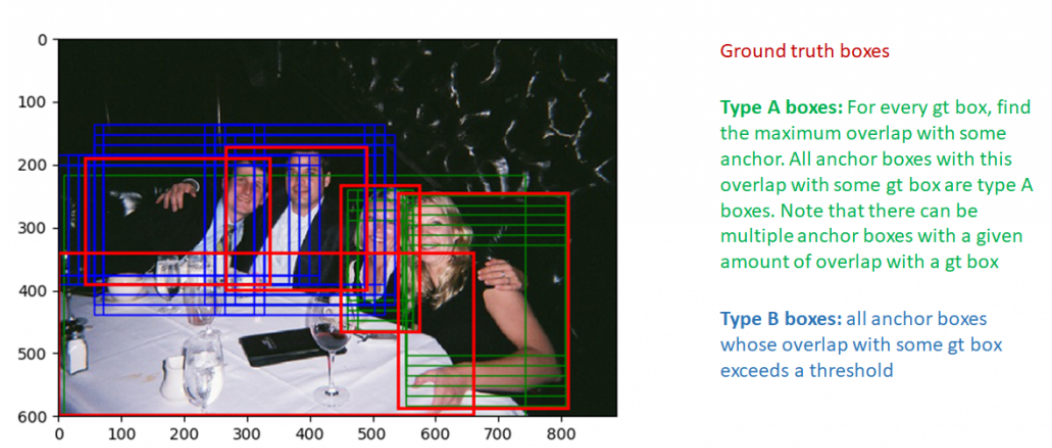 0
100
200
300
400
500
600
0 100 200 300 400 500 600 700 800
Ground truth boxes
Type A boxes: For every gt box, find
the maximum overlap with some
anchor. All anchor boxes with this
overlap with some gt box are type A
boxes. Note that there can be
multiple anchor boxes with a given
amount of overlap with a gt box
Type B boxes: all anchor boxes
whose overlap with some gt box
exceeds a threshold